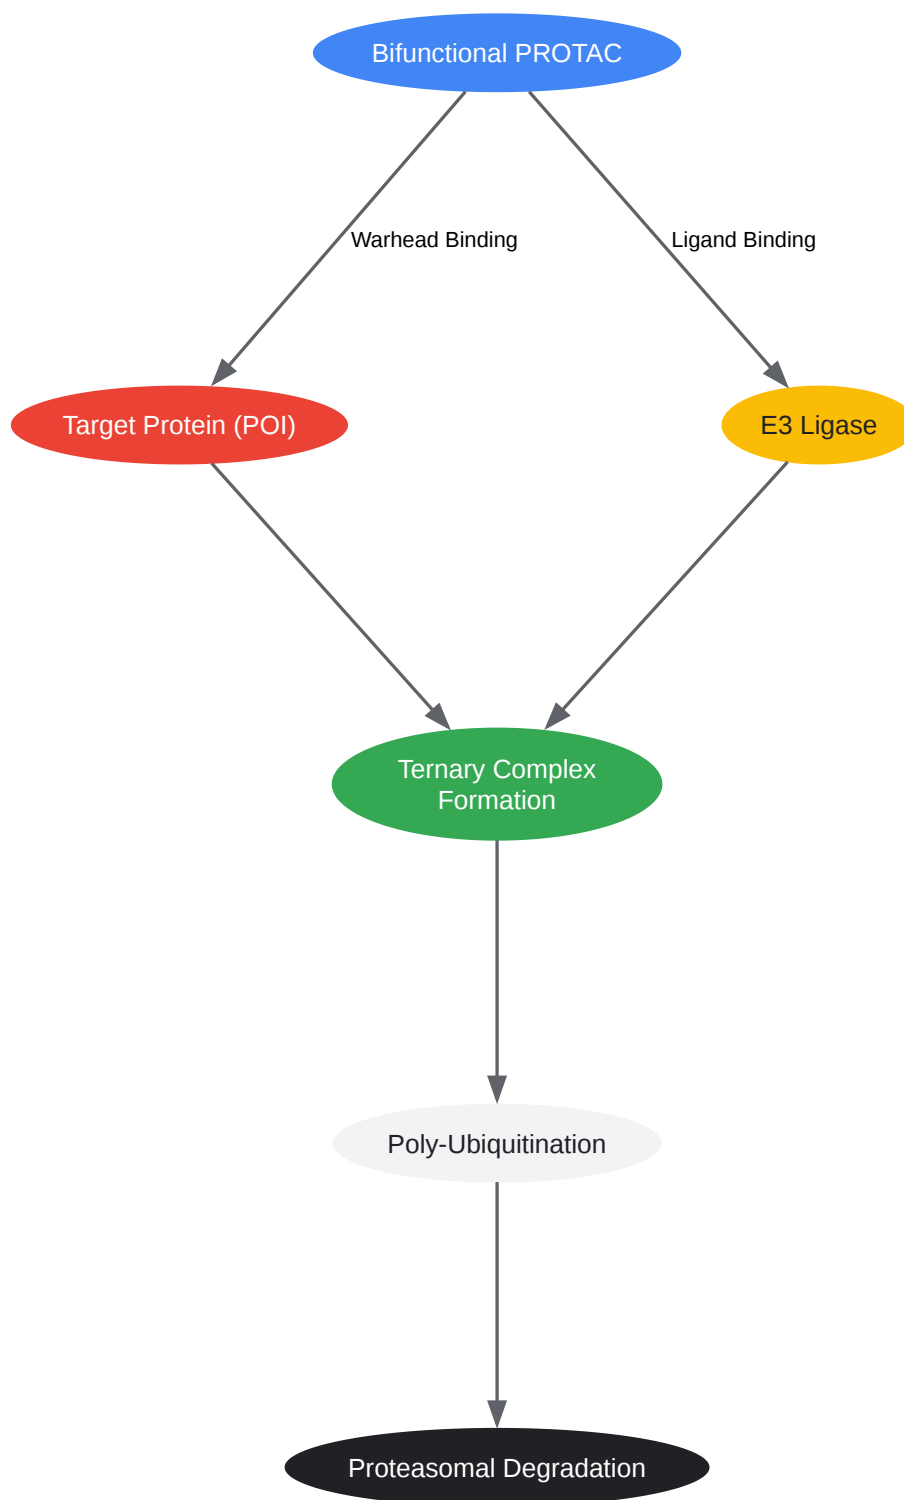 Bifunctional PROTAC
Warhead Binding
Ligand Binding
Target Protein (POI)
E3 Ligase
Ternary Complex
Formation
Poly-Ubiquitination
Proteasomal Degradation